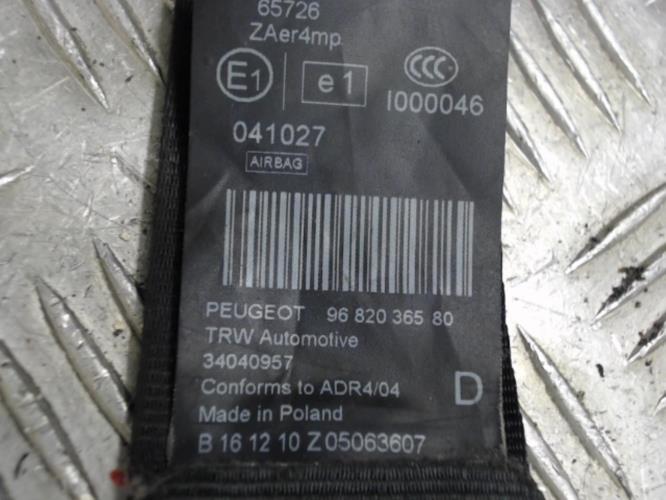 65726
ZAer4mp
E1 e1 CCC
I000046
041027
AIRBAG
PEUGEOT 96 820 365 80
TRW Automotive
34040957
Conforms to ADR4/04 D
Made in Poland
B 16 12 10 Z05063607